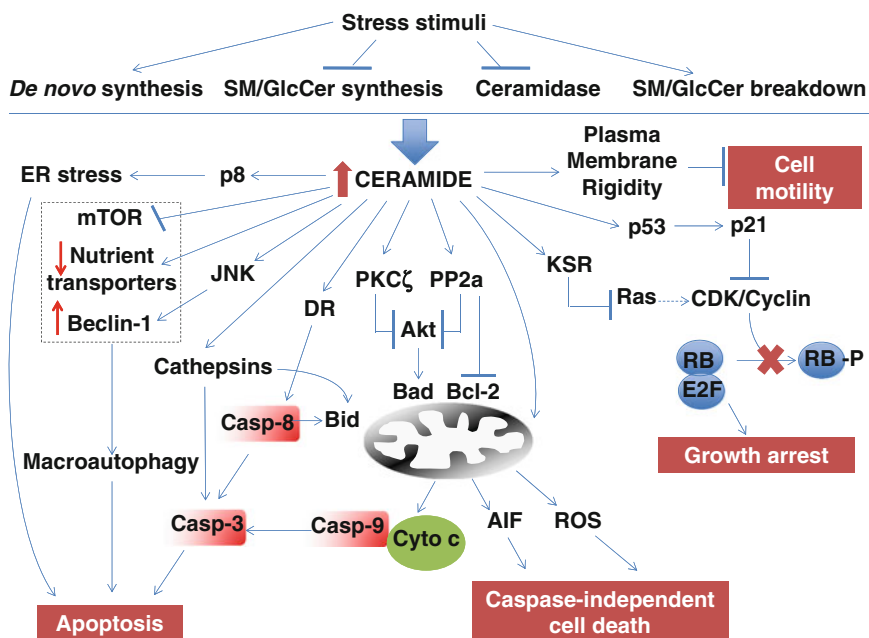 Stress stimuli
De novo synthesis SM/GlcCer synthesis Ceramidase SM/GlcCer breakdown
Plasma
Membrane
Rigidity
Cell
motility
ER stress p8 CERAMIDE
mTOR
p53 p21
Nutrient
transporters
JNK
PKCζ PP2a
KSR
Ras CDK/Cyclin
Beclin-1
DR
Akt
Cathepsins
RB
E2F
RB -P
Bad Bcl-2
Casp-8 Bid
Growth arrest
Macroautophagy
Casp-3
Casp-9
Cyto c
AIF ROS
Apoptosis
Caspase-independent
cell death